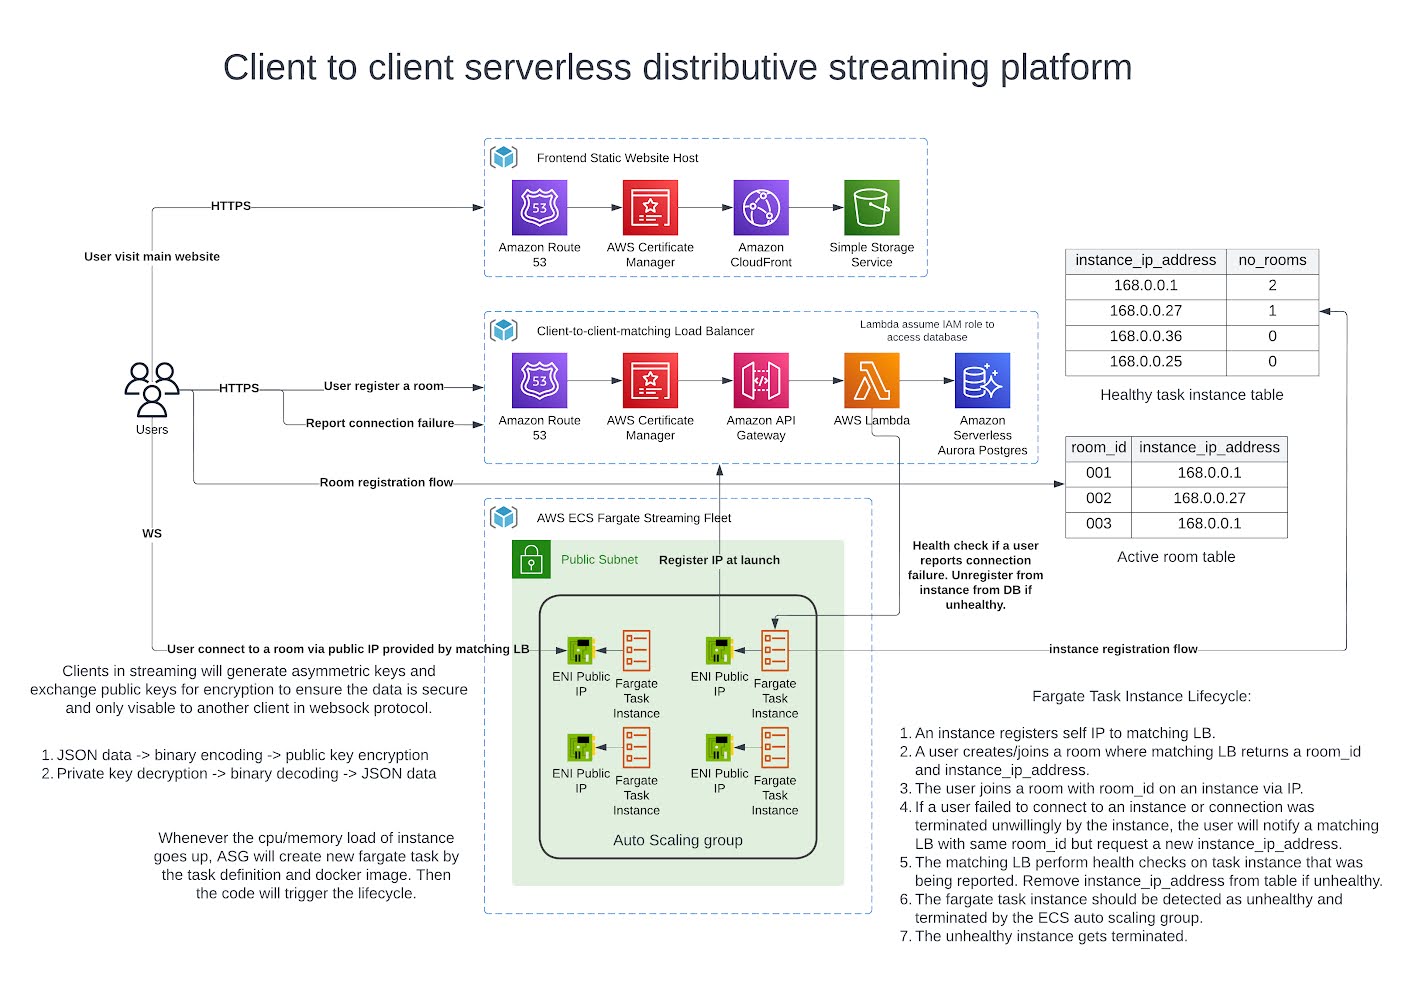 Client to client serverless distributive streaming platform
Frontend Static Website Host
HTTPS
53
Amazon Route
53
AWS Certificate
Manager
Amazon
CloudFront
Simple Storage
Service
User visit main website
instance_ip_address no_rooms
168.0.0.1 2
168.0.0.27 1
168.0.0.36 0
168.0.0.25 0
Healthy task instance table
Client-to-client-matching Load Balancer
Lambda assume IAM role to
access database
HTTPS
User register a room
Report connection failure
Users
53
Amazon Route
53
AWS Certificate
Manager
Amazon API
Gateway
AWS Lambda
Amazon
Serverless
Aurora Postgres
room_id instance_ip_address
001 168.0.0.1
002 168.0.0.27
003 168.0.0.1
Active room table
Room registration flow
WS
AWS ECS Fargate Streaming Fleet
Public Subnet
Register IP at launch
Health check if a user
reports connection
failure. Unregister from
instance from DB if
unhealthy.
User connect to a room via public IP provided by matching LB
instance registration flow
ENI Public
IP
Fargate
Task
Instance
ENI Public
IP
Fargate
Task
Instance
ENI Public
IP
Fargate
Task
Instance
ENI Public
IP
Fargate
Task
Instance
Auto Scaling group
Clients in streaming will generate asymmetric keys and
exchange public keys for encryption to ensure the data is secure
and only visable to another client in websock protocol.
1. JSON data -> binary encoding -> public key encryption
2. Private key decryption -> binary decoding -> JSON data
Whenever the cpu/memory load of instance
goes up, ASG will create new fargate task by
the task definition and docker image. Then
the code will trigger the lifecycle.
Fargate Task Instance Lifecycle:
1. An instance registers self IP to matching LB.
2. A user creates/joins a room where matching LB returns a room_id
and instance_ip_address.
3. The user joins a room with room_id on an instance via IP.
4. If a user failed to connect to an instance or connection was
terminated unwillingly by the instance, the user will notify a matching
LB with same room_id but request a new instance_ip_address.
5. The matching LB perform health checks on task instance that was
being reported. Remove instance_ip_address from table if unhealthy.
6. The fargate task instance should be detected as unhealthy and
terminated by the ECS auto scaling group.
7. The unhealthy instance gets terminated.